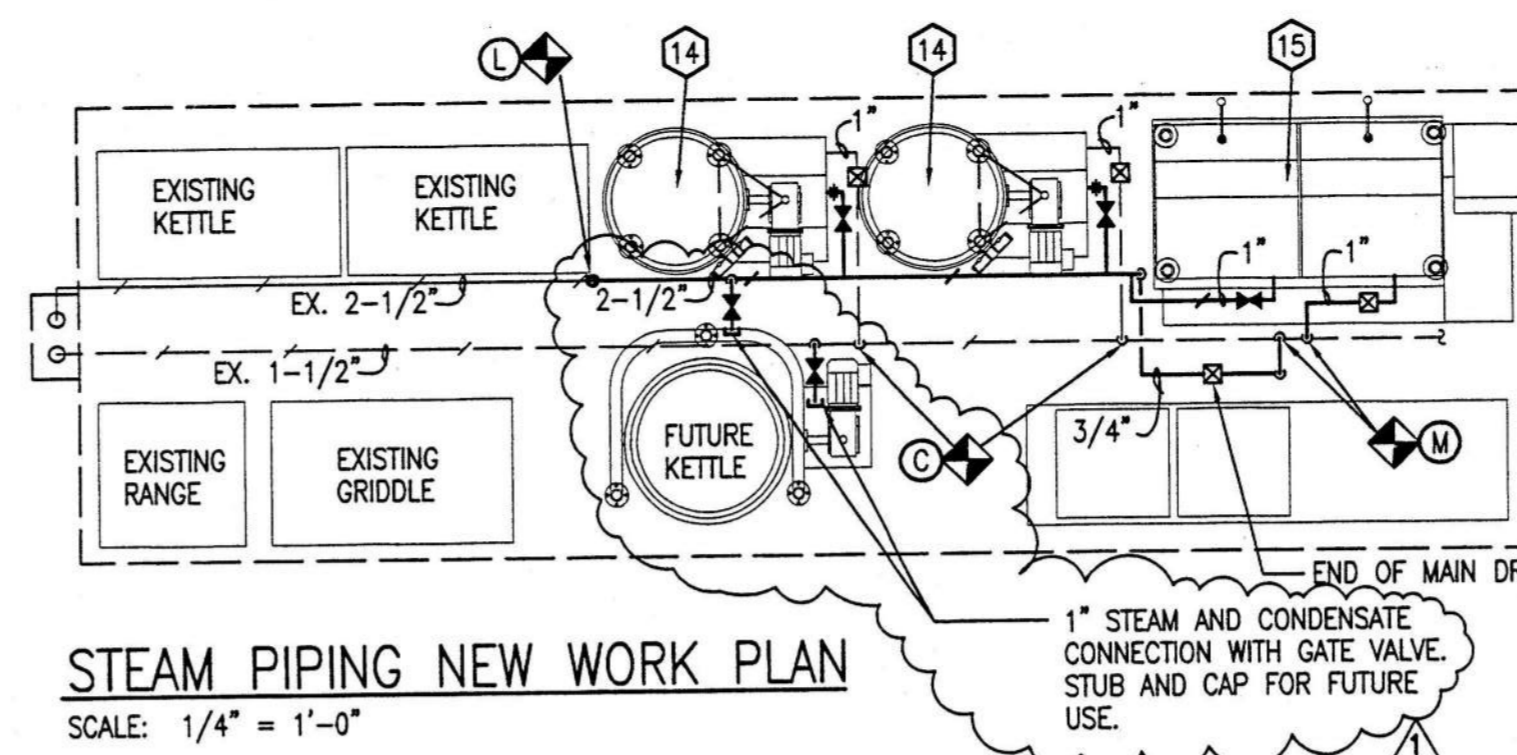 L
14
14
15
1"
1"
EXISTING
KETTLE
EXISTING
KETTLE
1"
1"
EX. 2-1/2"
2-1/2"
EX. 1-1/2"
3/4"
EXISTING
RANGE
EXISTING
GRIDDLE
FUTURE
KETTLE
C
M
END OF MAIN DR
1" STEAM AND CONDENSATE
CONNECTION WITH GATE VALVE.
STUB AND CAP FOR FUTURE
USE.
1
STEAM PIPING NEW WORK PLAN
SCALE: 1/4" = 1'-0"